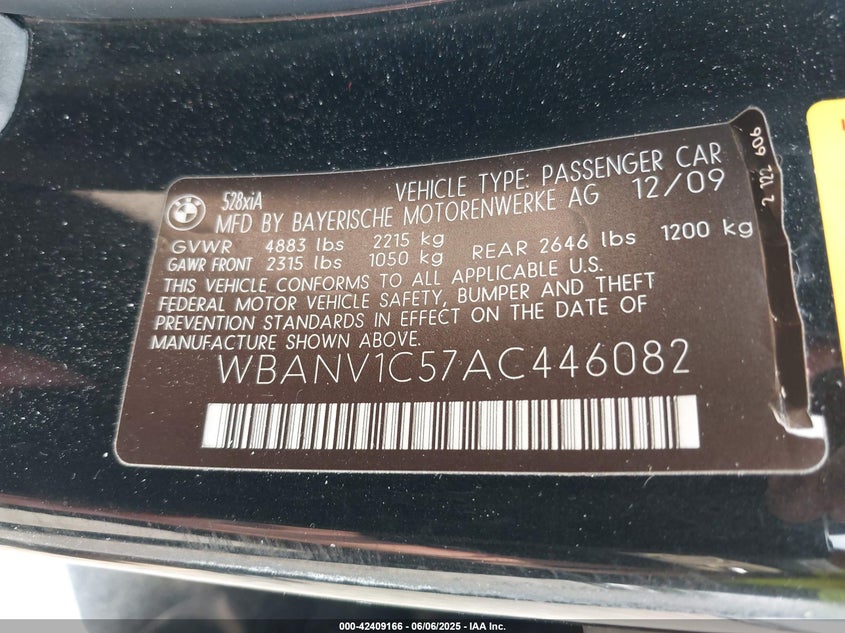 528xiA
VEHICLE TYPE: PASSENGER CAR
MFD BY BAYERISCHE MOTORENWERKE AG 12/09
GVWR 4883 lbs 2215 kg
GAWR FRONT 2315 lbs 1050 kg REAR 2646 lbs 1200 kg
THIS VEHICLE CONFORMS TO ALL APPLICABLE U.S.
FEDERAL MOTOR VEHICLE SAFETY, BUMPER AND THEFT
PREVENTION STANDARDS IN EFFECT ON THE DATE OF
MANUFACTURE SHOWN ABOVE.
WBANV1C57AC446082
2 122 606
000-42409166 - 06/06/2025 - IAA Inc.